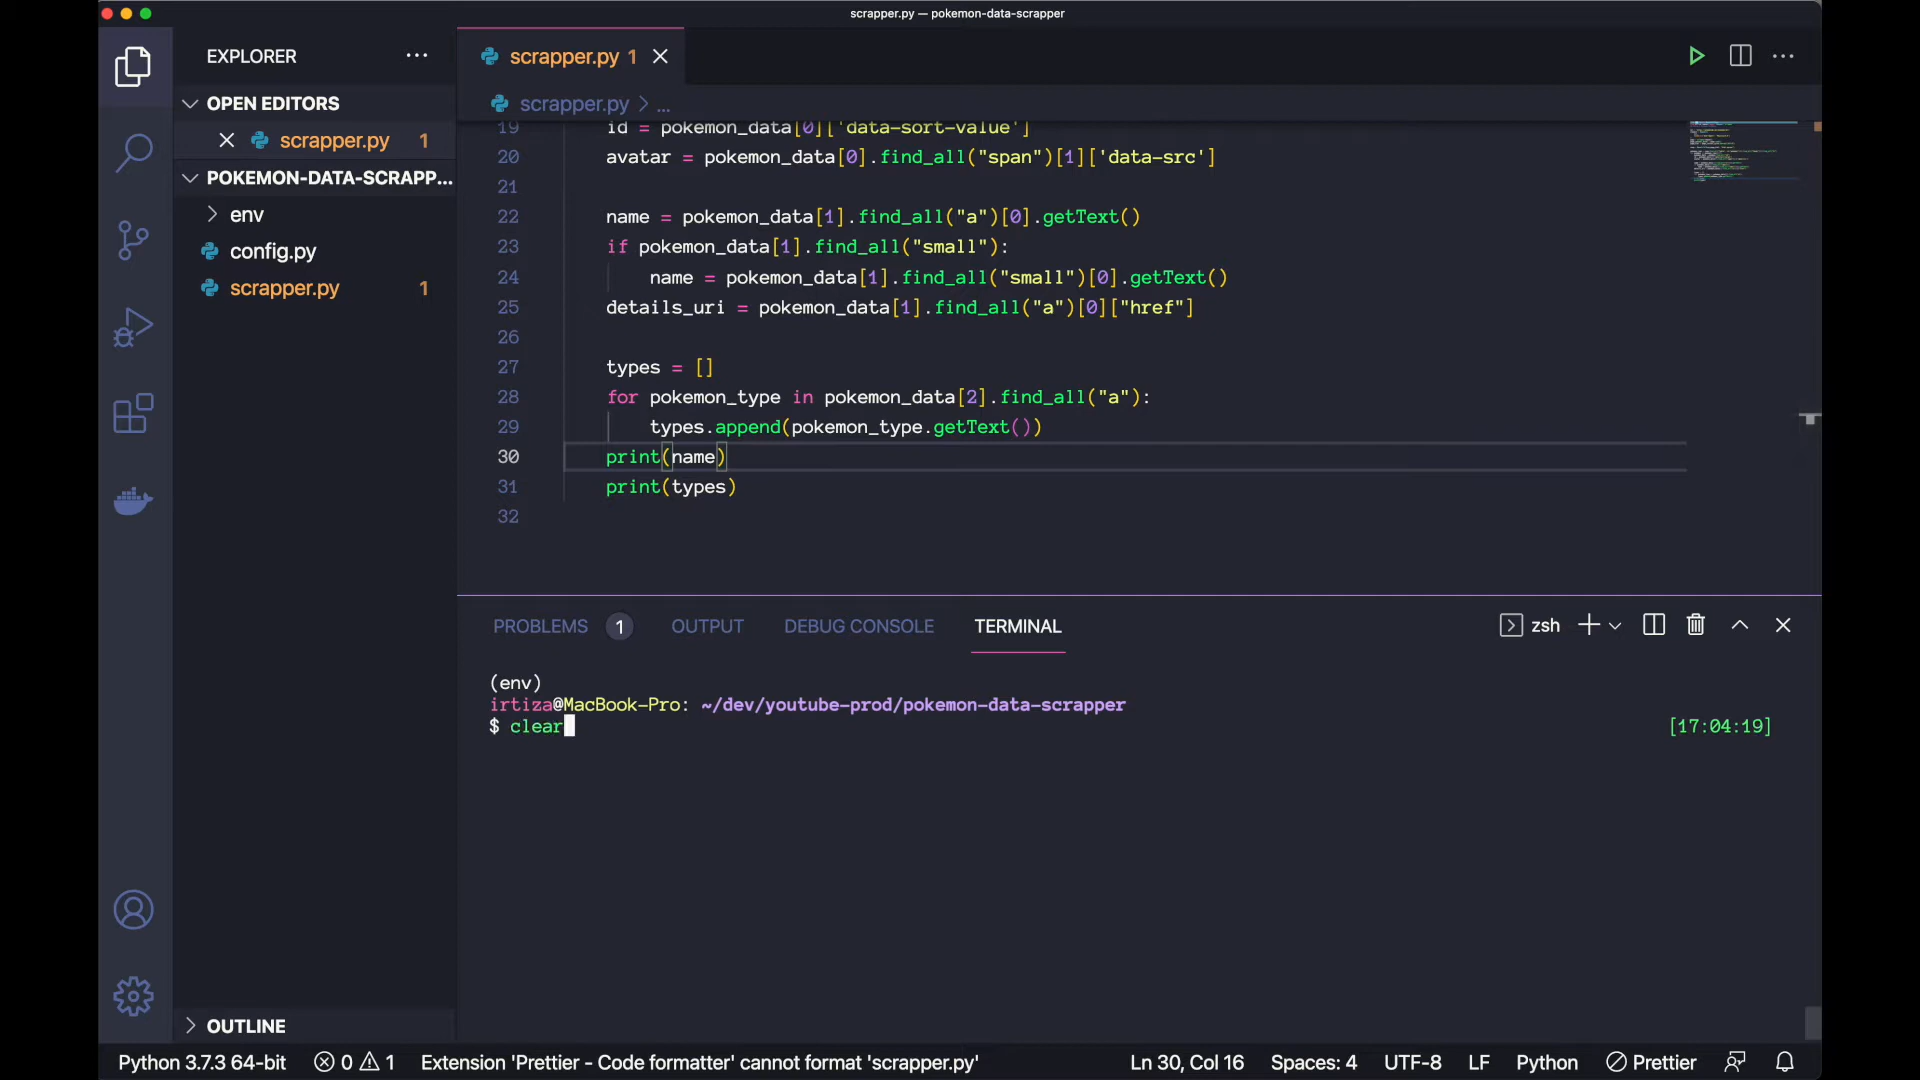 scrapper.py — pokemon-data-scrapper
EXPLORER
OPEN EDITORS
scrapper.py 1
POKEMON-DATA-SCRAPP...
env
config.py
scrapper.py 1
OUTLINE
scrapper.py 1
scrapper.py > ...
19 id = pokemon_data[0]['data-sort-value']
20 avatar = pokemon_data[0].find_all("span")[1]['data-src']
21
22 name = pokemon_data[1].find_all("a")[0].getText()
23 if pokemon_data[1].find_all("small"):
24 name = pokemon_data[1].find_all("small")[0].getText()
25 details_uri = pokemon_data[1].find_all("a")[0]["href"]
26
27 types = []
28 for pokemon_type in pokemon_data[2].find_all("a"):
29 types.append(pokemon_type.getText())
30 print(name)
31 print(types)
32
PROBLEMS 1 OUTPUT DEBUG CONSOLE TERMINAL zsh
(env)
irtiza@MacBook-Pro: ~/dev/youtube-prod/pokemon-data-scrapper
$ clear [17:04:19]
Python 3.7.3 64-bit 0 1 Extension 'Prettier - Code formatter' cannot format 'scrapper.py' Ln 30, Col 16 Spaces: 4 UTF-8 LF Python Prettier